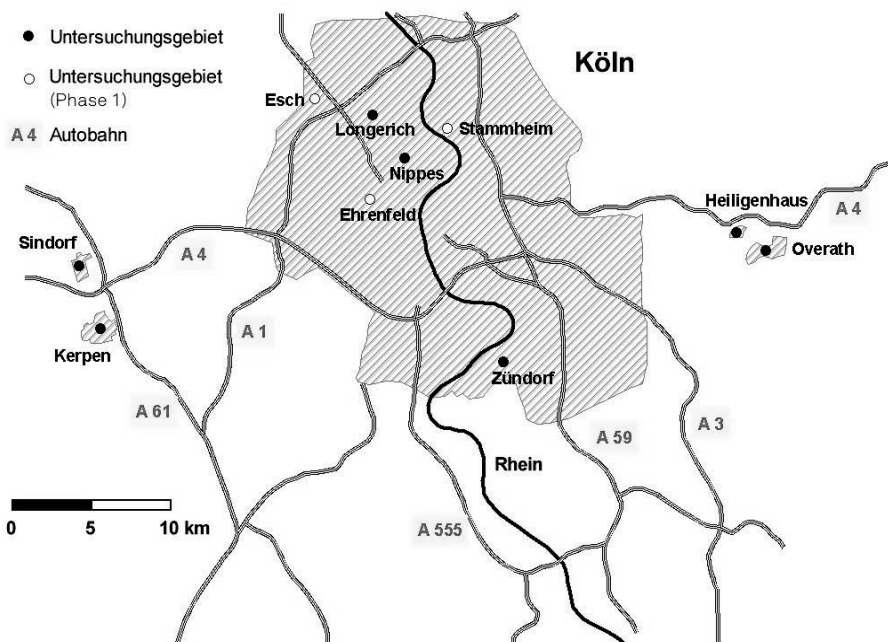 Untersuchungsgebiet
Untersuchungsgebiet
(Phase 1)
A 4 Autobahn
Köln
Esch
Longerich
Stammheim
Nippes
Ehrenfeld
Heiligenhaus
A 4
Overath
Sindorf
A 4
Kerpen
A 1
Zündorf
A 61
A 59
A 3
Rhein
A 555
0 5 10 km